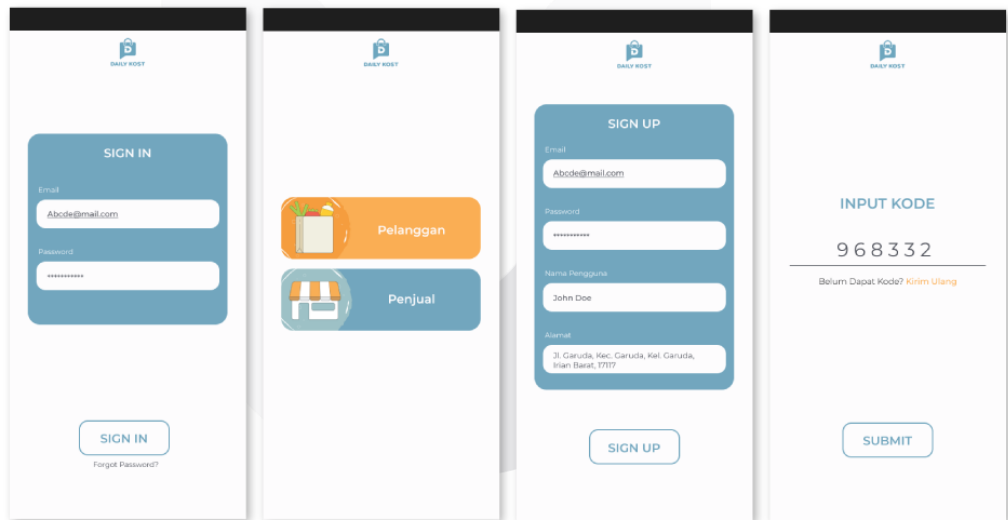 DAILY KOST
SIGN IN
Email
Abcde@mail.com
Password
***********
SIGN IN
Forgot Password?
DAILY KOST
Pelanggan
Penjual
DAILY KOST
SIGN UP
Email
Abcde@mail.com
Password
***********
Nama Pengguna
John Doe
Alamat
Jl. Garuda, Kec. Garuda, Kel. Garuda,
Irian Barat, 17117
SIGN UP
DAILY KOST
INPUT KODE
968332
Belum Dapat Kode? Kirim Ulang
SUBMIT